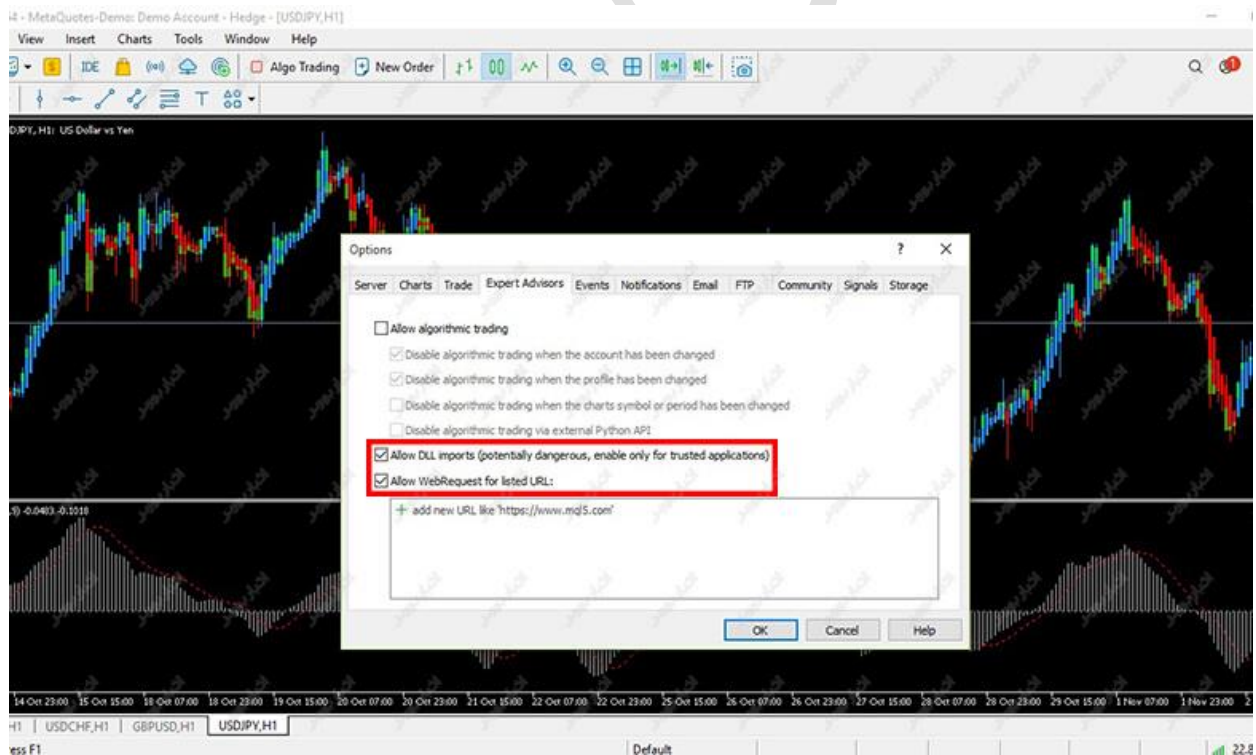 - MetaQuotes-Demo: Demo Account - Hedge - [USDJPY,H1]
View Insert Charts Tools Window Help
IDE Algo Trading New Order
T
H1: US Dollar vs Yen
Options ?
Server Charts Trade Expert Advisors Events Notifications Email FTP Community Signals Storage
Allow algorithmic trading
Disable algorithmic trading when the account has been changed
Disable algorithmic trading when the profile has been changed
Disable algorithmic trading when the charts symbol or period has been changed
Disable algorithmic trading via external Python API
Allow DLL imports (potentially dangerous, enable only for trusted applications)
Allow WebRequest for listed URL:
+ add new URL like 'https://www.mql5.com'
-0.0403 -0.1018
OK Cancel Help
14 Oct 23:00 15 Oct 15:00 18 Oct 07:00 18 Oct 23:00 19 Oct 15:00 20 Oct 07:00 20 Oct 23:00 21 Oct 15:00 22 Oct 07:00 22 Oct 23:00 25 Oct 15:00 26 Oct 07:00 26 Oct 23:00 27 Oct 15:00 28 Oct 07:00 28 Oct 23:00 29 Oct 15:00 1 Nov 07:00 1 Nov 23:00
H1 | USDCHF,H1 | GBPUSD,H1 | USDJPY,H1
F1 Default